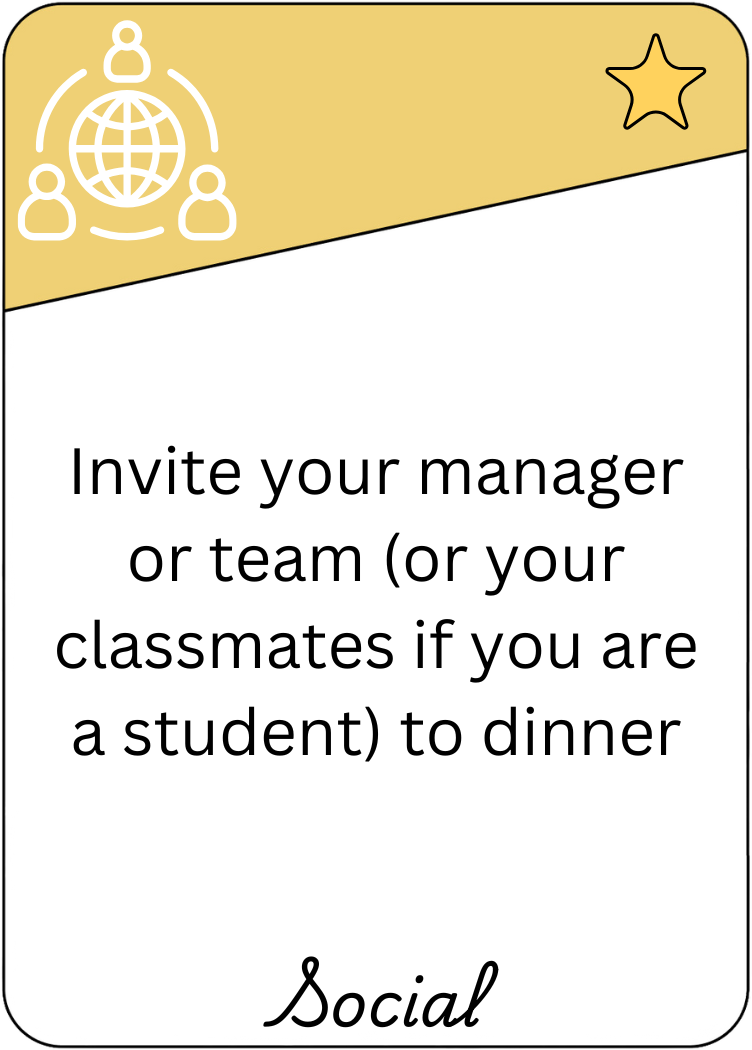 Invite your manager
or team (or your
classmates if you are
a student) to dinner
Social